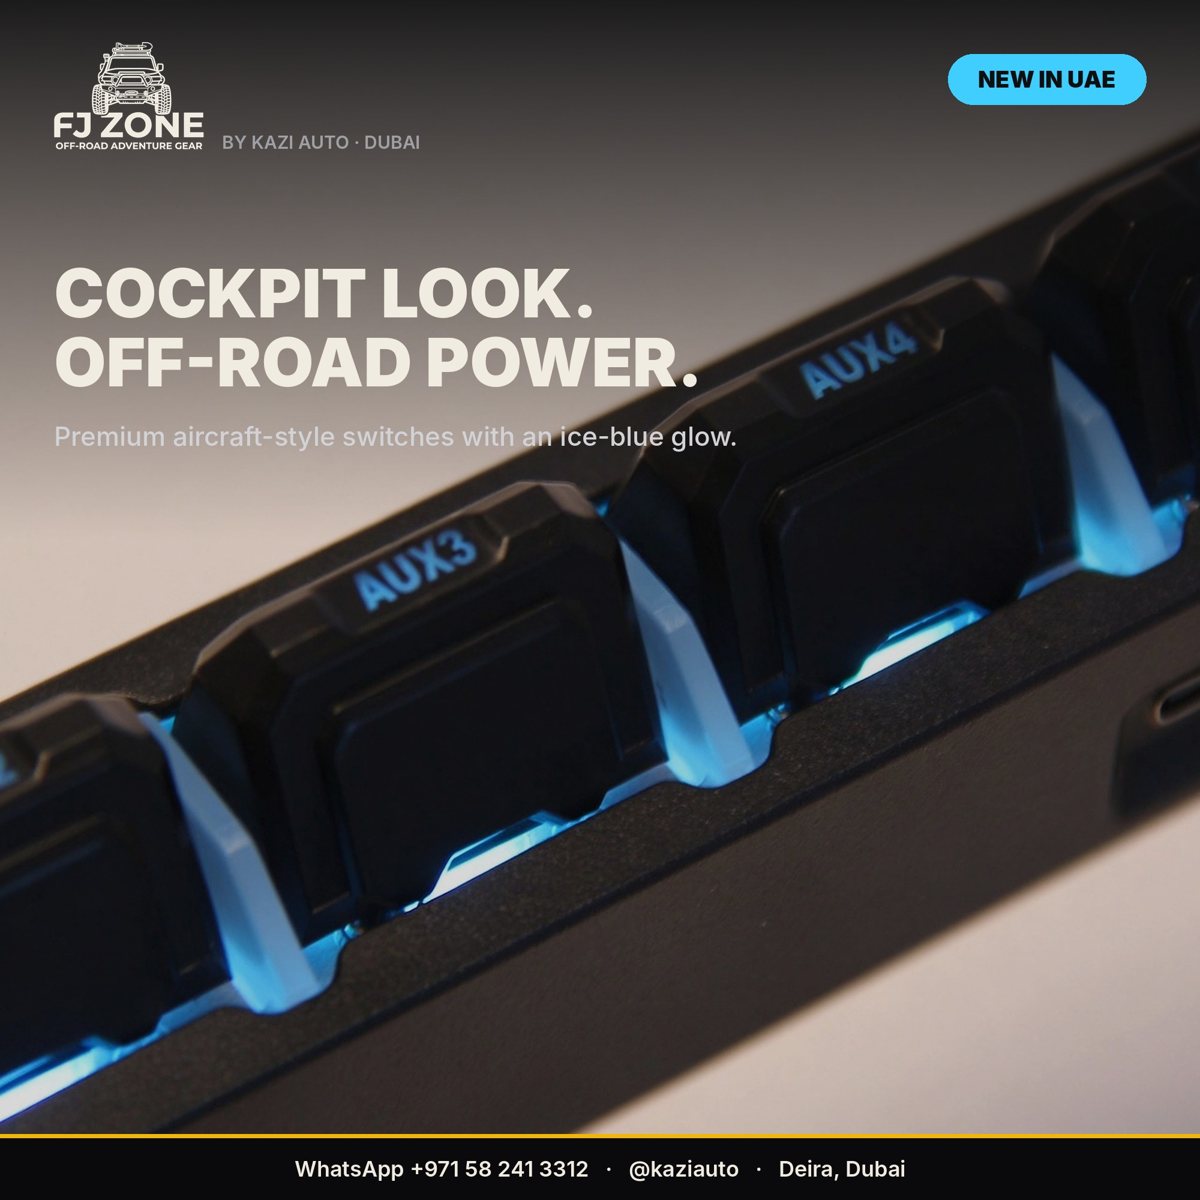 FJ ZONE
OFF-ROAD ADVENTURE GEAR
BY KAZI AUTO · DUBAI
NEW IN UAE
COCKPIT LOOK.
OFF-ROAD POWER.
Premium aircraft-style switches with an ice-blue glow.
AUX4
AUX3
WhatsApp +971 58 241 3312 · @kaziauto · Deira, Dubai